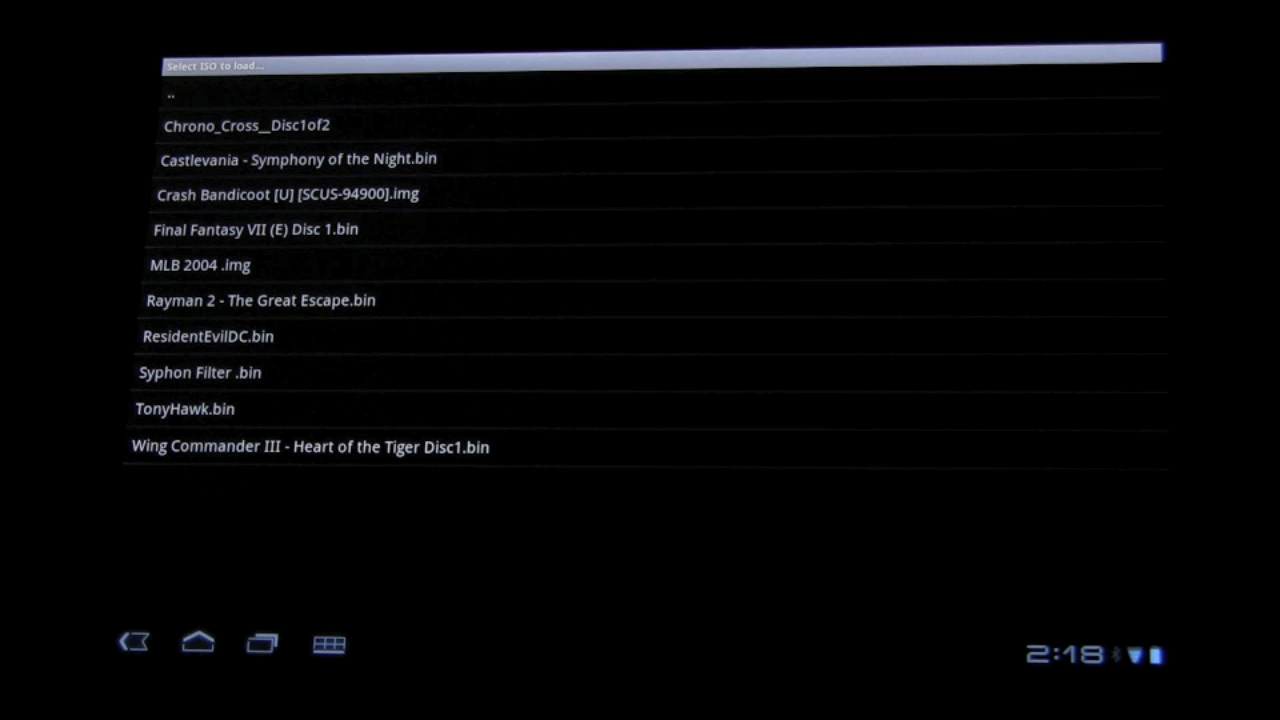 Select ISO to load...
..
Chrono_Cross__Disc1of2
Castlevania - Symphony of the Night.bin
Crash Bandicoot [U] [SCUS-94900].img
Final Fantasy VII (E) Disc 1.bin
MLB 2004 .img
Rayman 2 - The Great Escape.bin
ResidentEvilDC.bin
Syphon Filter .bin
TonyHawk.bin
Wing Commander III - Heart of the Tiger Disc1.bin
2:18